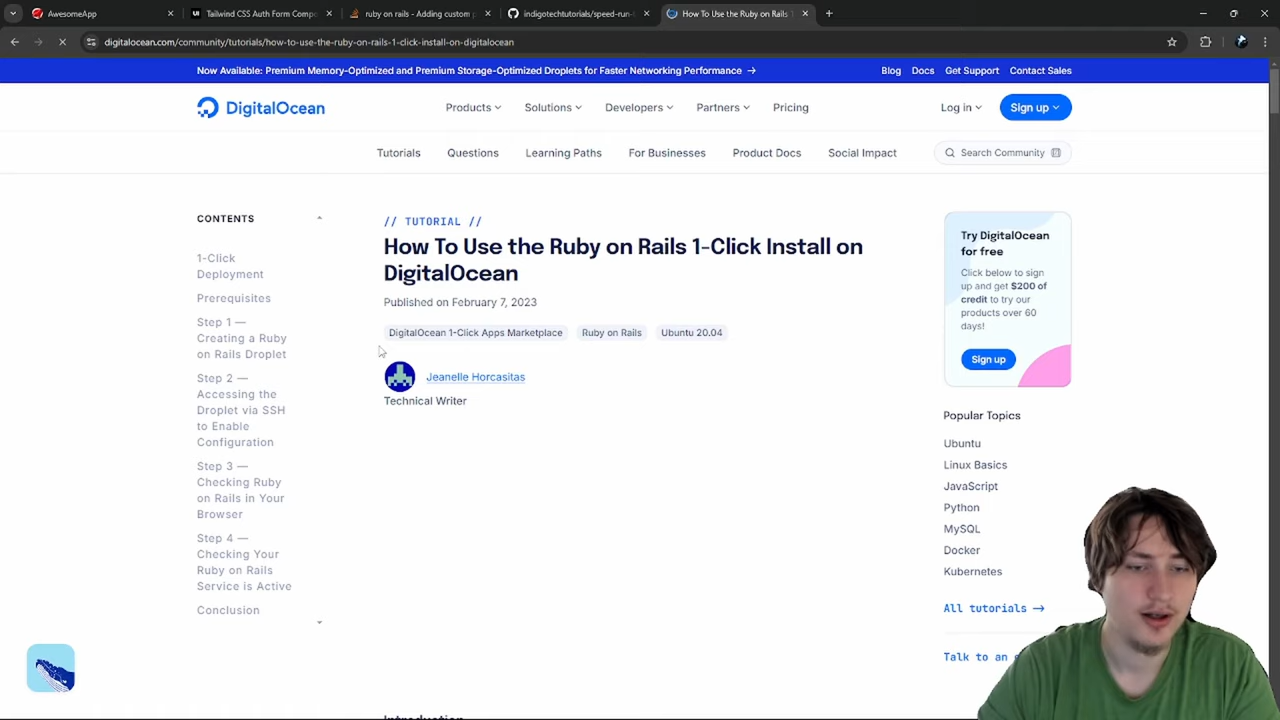 AwesomeApp
Tailwind CSS Auth Form Compo
ruby on rails - Adding custom p
indigotechtutorials/speed-run-
How To Use the Ruby on Rails 1
digitalocean.com/community/tutorials/how-to-use-the-ruby-on-rails-1-click-install-on-digitalocean
Now Available: Premium Memory-Optimized and Premium Storage-Optimized Droplets for Faster Networking Performance →
Blog
Docs
Get Support
Contact Sales
DigitalOcean
Products
Solutions
Developers
Partners
Pricing
Log in
Sign up
Tutorials
Questions
Learning Paths
For Businesses
Product Docs
Social Impact
Search Community
CONTENTS
1-Click
Deployment
Prerequisites
Step 1 —
Creating a Ruby
on Rails Droplet
Step 2 —
Accessing the
Droplet via SSH
to Enable
Configuration
Step 3 —
Checking Ruby
on Rails in Your
Browser
Step 4 —
Checking Your
Ruby on Rails
Service is Active
Conclusion
// TUTORIAL //
How To Use the Ruby on Rails 1-Click Install on
DigitalOcean
Published on February 7, 2023
DigitalOcean 1-Click Apps Marketplace
Ruby on Rails
Ubuntu 20.04
Jeanelle Horcasitas
Technical Writer
Introduction
Try DigitalOcean
for free
Click below to sign
up and get $200 of
credit to try our
products over 60
days!
Sign up
Popular Topics
Ubuntu
Linux Basics
JavaScript
Python
MySQL
Docker
Kubernetes
All tutorials →
Talk to an